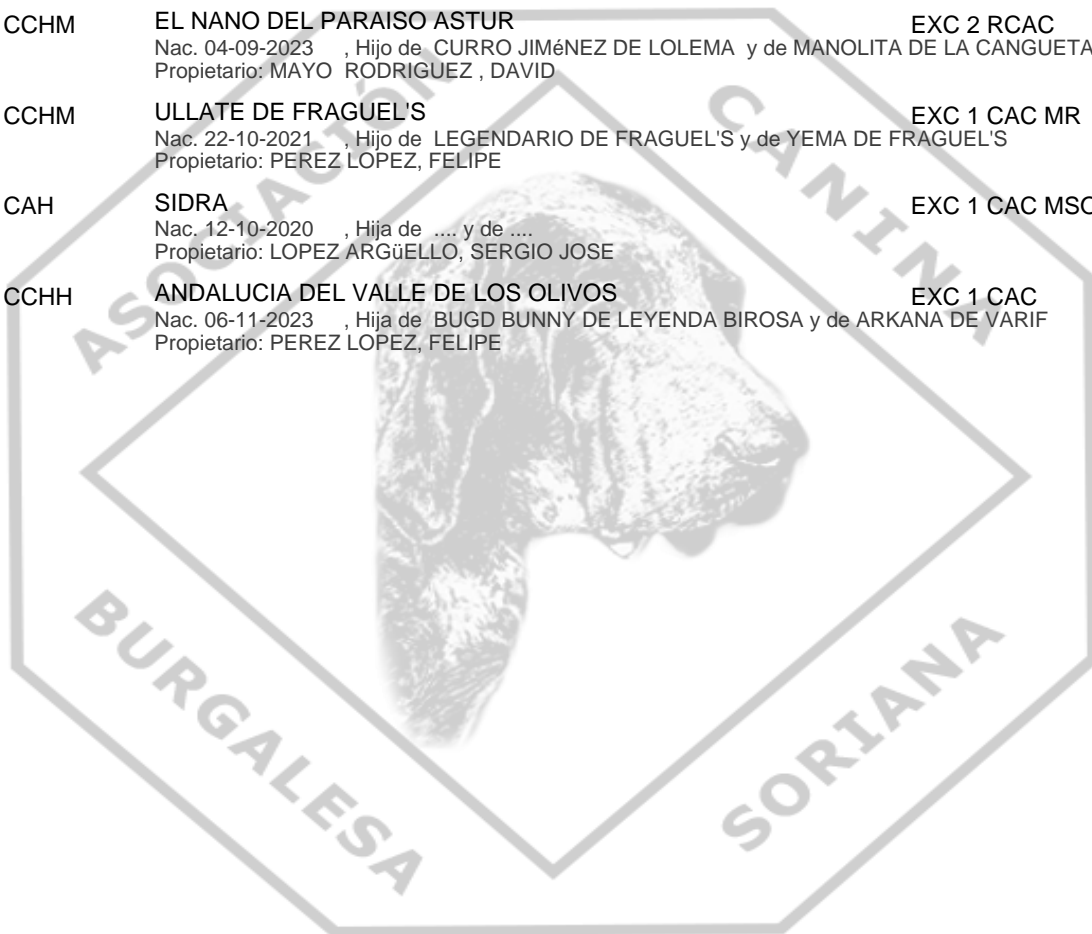 CCHM EL NANO DEL PARAISO ASTUR EXC 2 RCAC
Nac. 04-09-2023 , Hijo de CURRO JIMéNEZ DE LOLEMA y de MANOLITA DE LA CANGUETA
Propietario: MAYO RODRIGUEZ , DAVID
CCHM ULLATE DE FRAGUEL'S EXC 1 CAC MR
Nac. 22-10-2021 , Hijo de LEGENDARIO DE FRAGUEL'S y de YEMA DE FRAGUEL'S
Propietario: PEREZ LOPEZ, FELIPE
CAH SIDRA EXC 1 CAC MSO
Nac. 12-10-2020 , Hija de .... y de ....
Propietario: LOPEZ ARGüELLO, SERGIO JOSE
CCHH ANDALUCIA DEL VALLE DE LOS OLIVOS EXC 1 CAC
Nac. 06-11-2023 , Hija de BUGD BUNNY DE LEYENDA BIROSA y de ARKANA DE VARIF
Propietario: PEREZ LOPEZ, FELIPE
ASOCIACIÓN CANINA
BURGALESA SORIANA